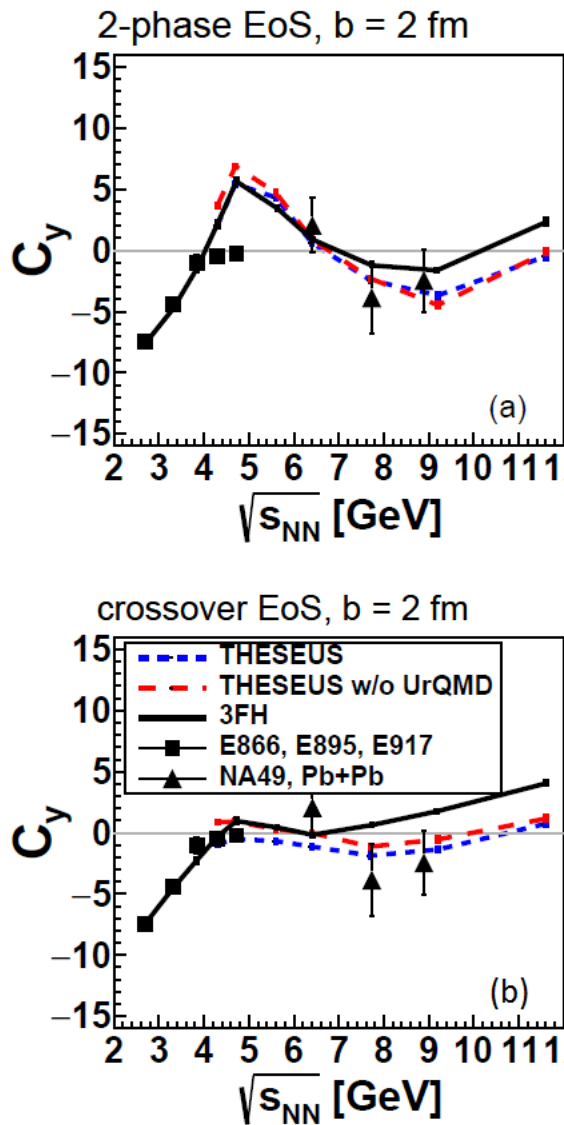 2-phase EoS, b = 2 fm
15
10
5
0
−5
−10
−15
C_y
(a)
2 3 4 5 6 7 8 9 10 11 1
√s_NN [GeV]
crossover EoS, b = 2 fm
15
10
5
0
−5
−10
−15
C_y
THESEUS
THESEUS w/o UrQMD
3FH
E866, E895, E917
NA49, Pb+Pb
(b)
2 3 4 5 6 7 8 9 10 11 1
√s_NN [GeV]